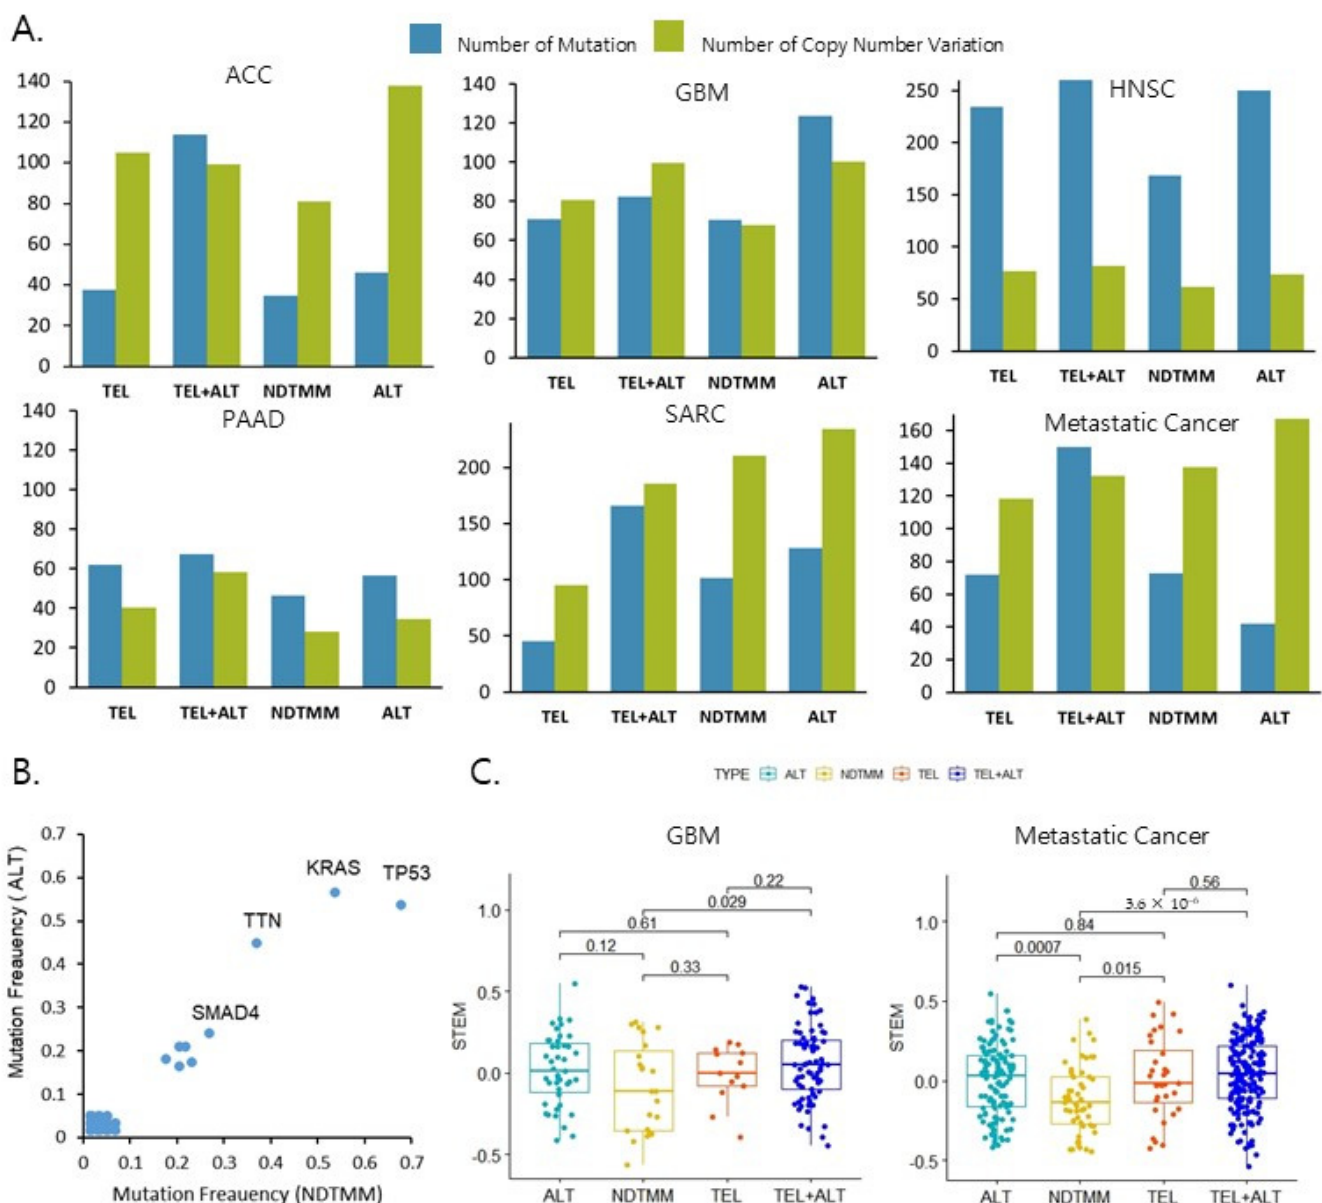 A.
Number of Mutation
Number of Copy Number Variation
ACC
140
120
100
80
60
40
20
0
TEL
TEL+ALT
NDTMM
ALT
GBM
140
120
100
80
60
40
20
0
TEL
TEL+ALT
NDTMM
ALT
HNSC
250
200
150
100
50
0
TEL
TEL+ALT
NDTMM
ALT
PAAD
140
120
100
80
60
40
20
0
TEL
TEL+ALT
NDTMM
ALT
SARC
200
150
100
50
0
TEL
TEL+ALT
NDTMM
ALT
Metastatic Cancer
160
140
120
100
80
60
40
20
0
TEL
TEL+ALT
NDTMM
ALT
B.
Mutation Freauency ( ALT)
0.7
0.6
0.5
0.4
0.3
0.2
0.1
0
KRAS
TP53
TTN
SMAD4
0
0.1
0.2
0.3
0.4
0.5
0.6
0.7
Mutation Freauency (NDTMM)
C.
TYPE ALT NDTMM TEL TEL+ALT
GBM
STEM
1.0
0.5
0.0
-0.5
0.22
0.029
0.61
0.12
0.33
ALT
NDTMM
TEL
TEL+ALT
Metastatic Cancer
STEM
1.0
0.5
0.0
-0.5
0.56
3.6 × 10⁻⁶
0.84
0.0007
0.015
ALT
NDTMM
TEL
TEL+ALT